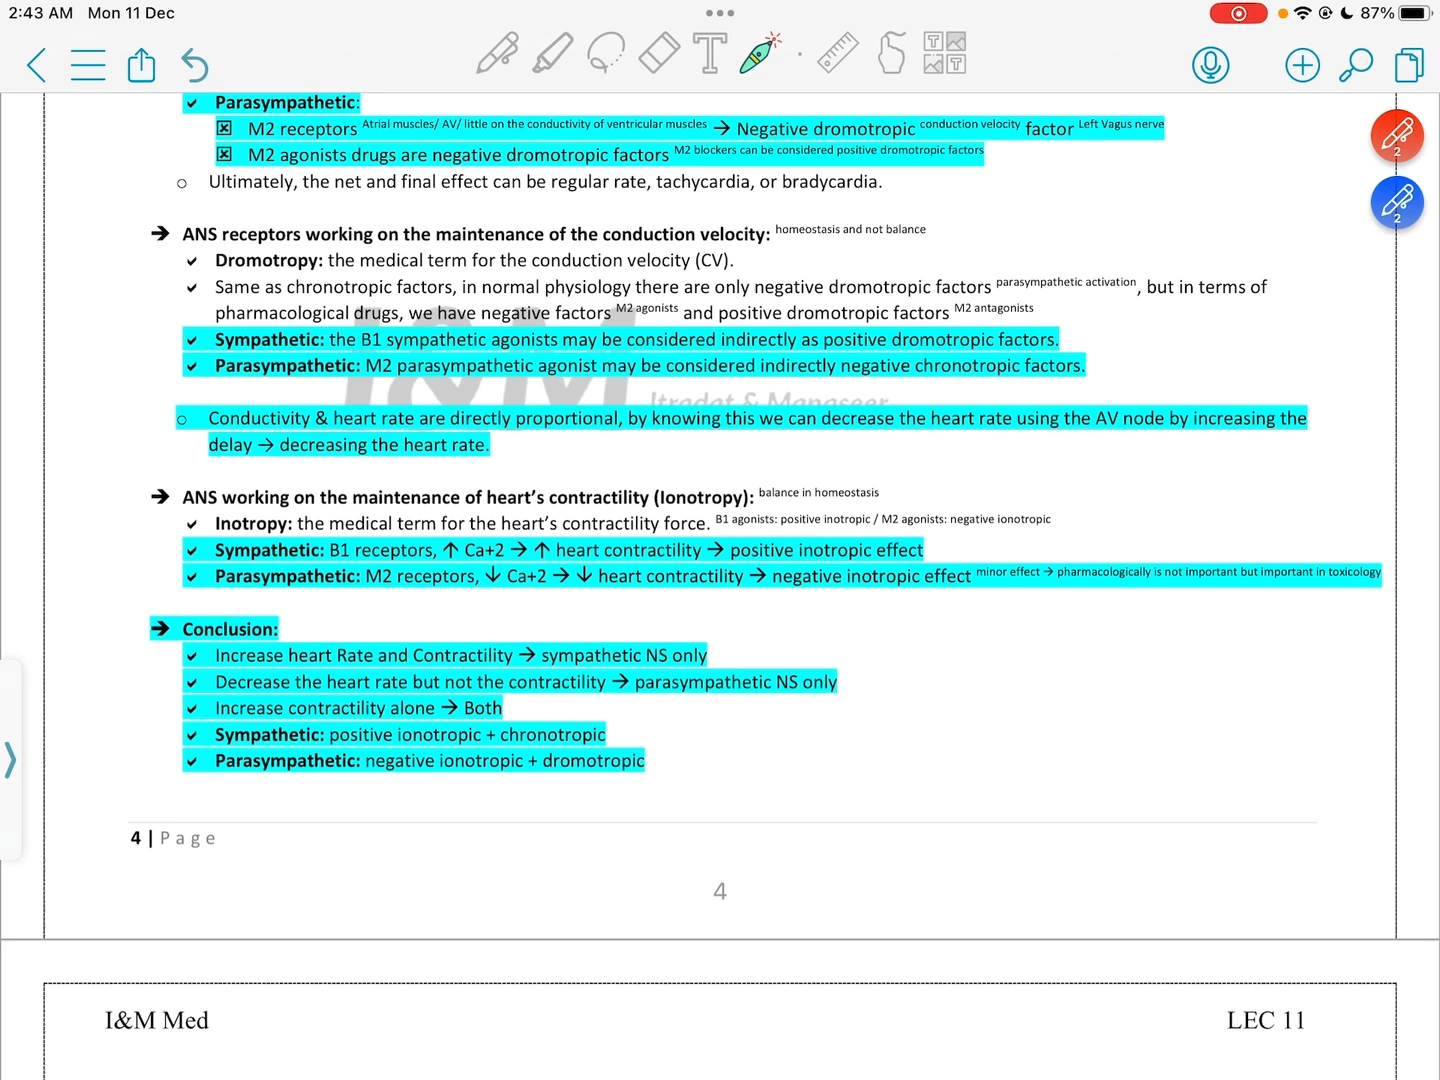 2:43 AM Mon 11 Dec 87%
✓ Parasympathetic:
☒ M2 receptors Atrial muscles/ AV/ little on the conductivity of ventricular muscles → Negative dromotropic conduction velocity factor Left Vagus nerve
☒ M2 agonists drugs are negative dromotropic factors M2 blockers can be considered positive dromotropic factors
○ Ultimately, the net and final effect can be regular rate, tachycardia, or bradycardia.
→ ANS receptors working on the maintenance of the conduction velocity: homeostasis and not balance
✓ Dromotropy: the medical term for the conduction velocity (CV).
✓ Same as chronotropic factors, in normal physiology there are only negative dromotropic factors parasympathetic activation, but in terms of
pharmacological drugs, we have negative factors M2 agonists and positive dromotropic factors M2 antagonists
✓ Sympathetic: the B1 sympathetic agonists may be considered indirectly as positive dromotropic factors.
✓ Parasympathetic: M2 parasympathetic agonist may be considered indirectly negative chronotropic factors.
I&M Itradat & Manaseer
○ Conductivity & heart rate are directly proportional, by knowing this we can decrease the heart rate using the AV node by increasing the
delay → decreasing the heart rate.
→ ANS working on the maintenance of heart's contractility (Ionotropy): balance in homeostasis
✓ Inotropy: the medical term for the heart's contractility force. B1 agonists: positive inotropic / M2 agonists: negative ionotropic
✓ Sympathetic: B1 receptors, ↑ Ca+2 → ↑ heart contractility → positive inotropic effect
✓ Parasympathetic: M2 receptors, ↓ Ca+2 → ↓ heart contractility → negative inotropic effect minor effect → pharmacologically is not important but important in toxicology
→ Conclusion:
✓ Increase heart Rate and Contractility → sympathetic NS only
✓ Decrease the heart rate but not the contractility → parasympathetic NS only
✓ Increase contractility alone → Both
✓ Sympathetic: positive ionotropic + chronotropic
✓ Parasympathetic: negative ionotropic + dromotropic
4 | Page
4
I&M Med LEC 11
2
2